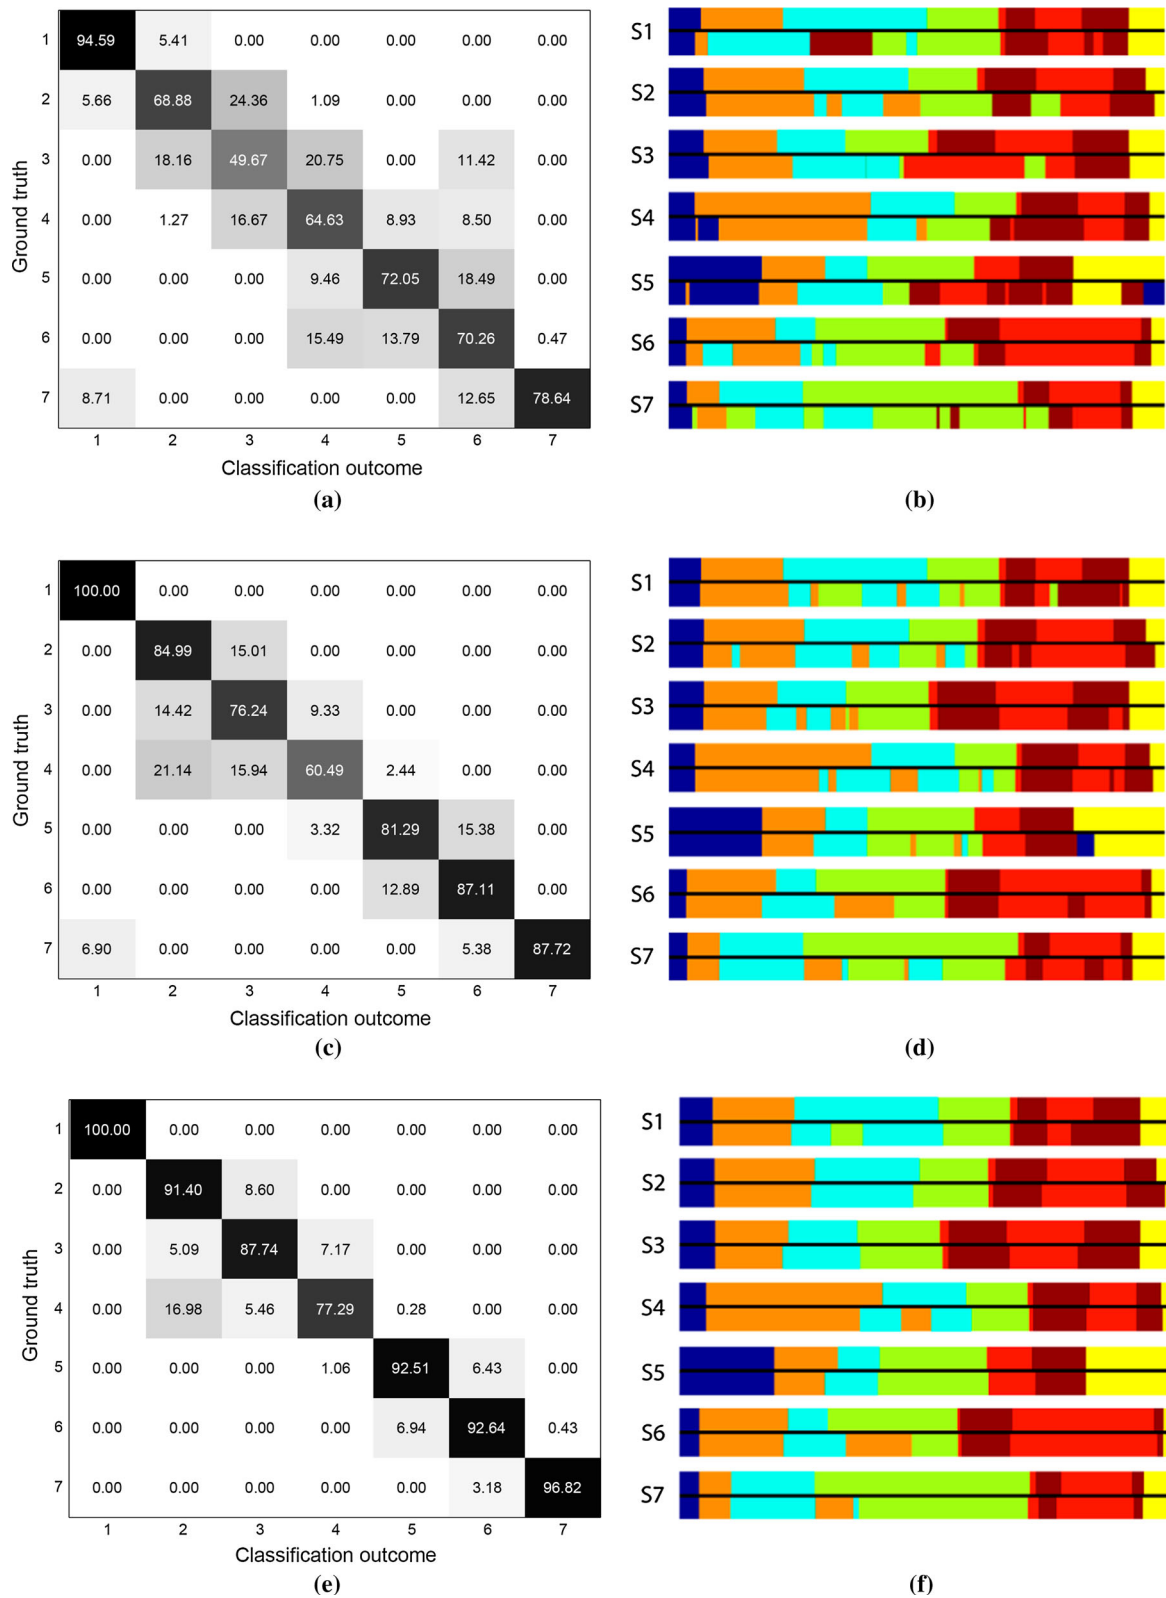 1 94.59 5.41 0.00 0.00 0.00 0.00 0.00
2 5.66 68.88 24.36 1.09 0.00 0.00 0.00
3 0.00 18.16 49.67 20.75 0.00 11.42 0.00
4 0.00 1.27 16.67 64.63 8.93 8.50 0.00
5 0.00 0.00 0.00 9.46 72.05 18.49 0.00
6 0.00 0.00 0.00 15.49 13.79 70.26 0.47
7 8.71 0.00 0.00 0.00 0.00 12.65 78.64
1 2 3 4 5 6 7
Ground truth
Classification outcome
(a)
S1
S2
S3
S4
S5
S6
S7
(b)
1 100.00 0.00 0.00 0.00 0.00 0.00 0.00
2 0.00 84.99 15.01 0.00 0.00 0.00 0.00
3 0.00 14.42 76.24 9.33 0.00 0.00 0.00
4 0.00 21.14 15.94 60.49 2.44 0.00 0.00
5 0.00 0.00 0.00 3.32 81.29 15.38 0.00
6 0.00 0.00 0.00 0.00 12.89 87.11 0.00
7 6.90 0.00 0.00 0.00 0.00 5.38 87.72
1 2 3 4 5 6 7
Ground truth
Classification outcome
(c)
S1
S2
S3
S4
S5
S6
S7
(d)
1 100.00 0.00 0.00 0.00 0.00 0.00 0.00
2 0.00 91.40 8.60 0.00 0.00 0.00 0.00
3 0.00 5.09 87.74 7.17 0.00 0.00 0.00
4 0.00 16.98 5.46 77.29 0.28 0.00 0.00
5 0.00 0.00 0.00 1.06 92.51 6.43 0.00
6 0.00 0.00 0.00 0.00 6.94 92.64 0.43
7 0.00 0.00 0.00 0.00 0.00 3.18 96.82
1 2 3 4 5 6 7
Ground truth
Classification outcome
(e)
S1
S2
S3
S4
S5
S6
S7
(f)